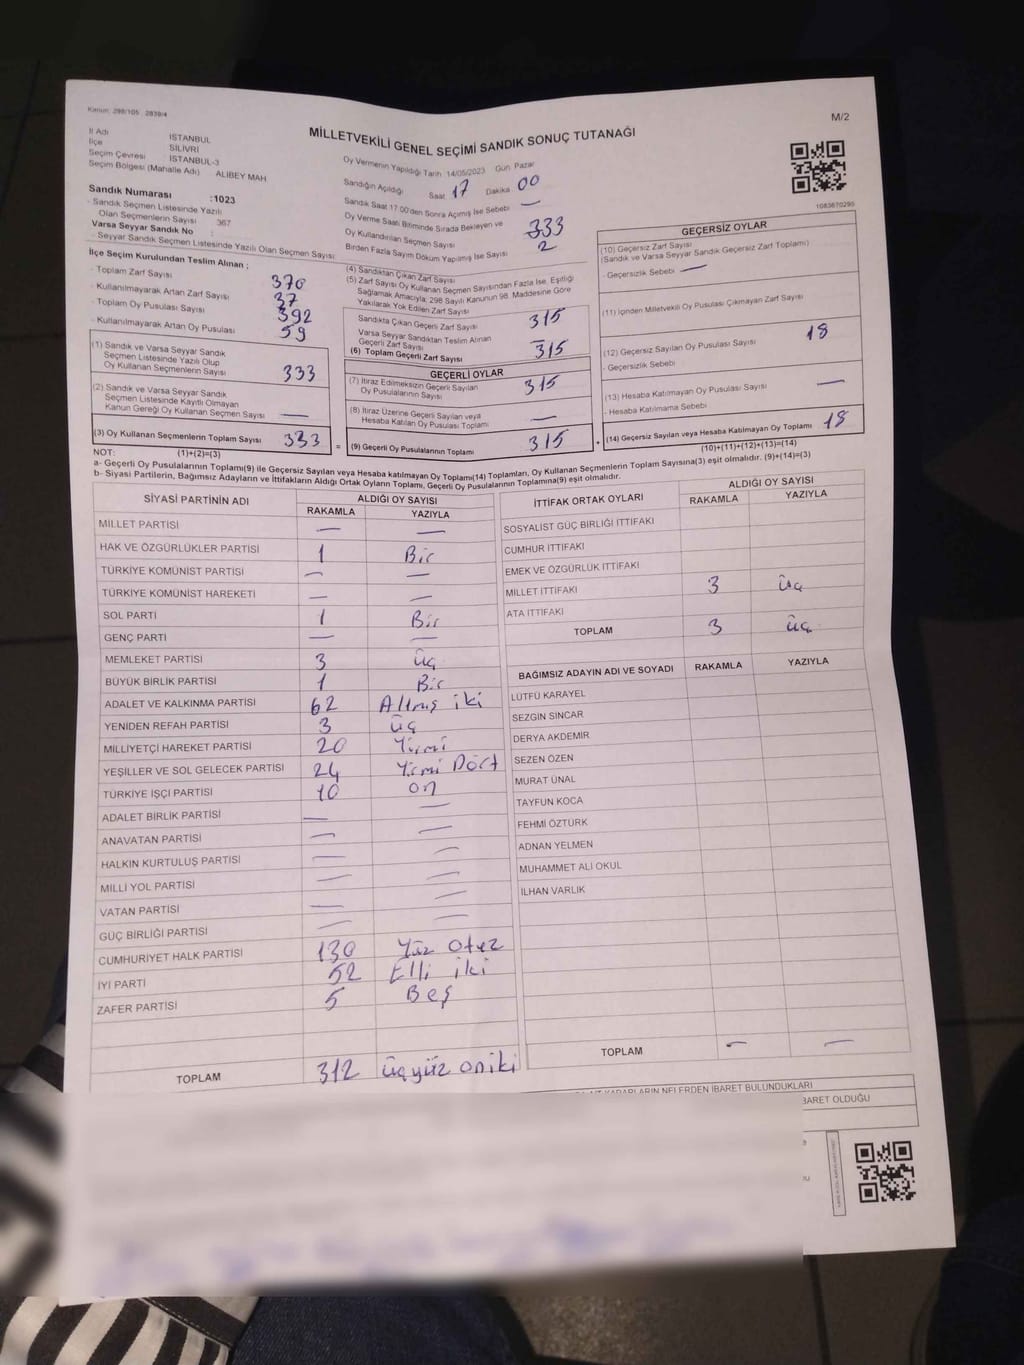 Kanun: 298/105 2839/4
M/2
MİLLETVEKİLİ GENEL SEÇİMİ SANDIK SONUÇ TUTANAĞI
İl Adı İSTANBUL
İlçe SİLİVRİ
Seçim Çevresi İSTANBUL-3
Seçim Bölgesi (Mahalle Adı) ALİBEY MAH
Sandık Numarası :1023
- Sandık Seçmen Listesinde Yazılı
Olan Seçmenlerin Sayısı 367
Varsa Seyyar Sandık No :
- Seyyar Sandık Seçmen Listesinde Yazılı Olan Seçmen Sayısı
Oy Vermenin Yapıldığı Tarih 14/05/2023 Gün Pazar
Sandığın Açıldığı Saat 17 Dakika 00
Sandık Saat 17.00'den Sonra Açılmış İse Sebebi —
Oy Verme Saati Bitiminde Sırada Bekleyen ve
Oy Kullandırılan Seçmen Sayısı 333
Birden Fazla Sayım Döküm Yapılmış İse Sayısı 2
1083670295
İlçe Seçim Kurulundan Teslim Alınan :
- Toplam Zarf Sayısı 370
- Kullanılmayarak Artan Zarf Sayısı 37
- Toplam Oy Pusulası Sayısı 392
- Kullanılmayarak Artan Oy Pusulası 59
(1) Sandık ve Varsa Seyyar Sandık
Seçmen Listesinde Yazılı Olup
Oy Kullanan Seçmenlerin Sayısı 333
(2) Sandık ve Varsa Seyyar Sandık
Seçmen Listesinde Kayıtlı Olmayan
Kanun Gereği Oy Kullanan Seçmen Sayısı —
(3) Oy Kullanan Seçmenlerin Toplam Sayısı 333 =
(4) Sandıktan Çıkan Zarf Sayısı
(5) Zarf Sayısı Oy Kullanan Seçmen Sayısından Fazla İse, Eşitliği
Sağlamak Amacıyla; 298 Sayılı Kanunun 98. Maddesine Göre
Yakılarak Yok Edilen Zarf Sayısı
Sandıkta Çıkan Geçerli Zarf Sayısı 315
Varsa Seyyar Sandıktan Teslim Alınan
Geçerli Zarf Sayısı —
(6) Toplam Geçerli Zarf Sayısı 315
GEÇERLİ OYLAR
(7) İtiraz Edilmeksizin Geçerli Sayılan
Oy Pusulasının Sayısı 315
(8) İtiraz Üzerine Geçerli Sayılan veya
Hesaba Katılan Oy Pusulası Toplamı —
(9) Geçerli Oy Pusulalarının Toplamı 315 +
GEÇERSİZ OYLAR
(10) Geçersiz Zarf Sayısı
(Sandık ve Varsa Seyyar Sandık Geçersiz Zarf Toplamı)
- Geçersizlik Sebebi —
(11) İçinden Milletvekili Oy Pusulası Çıkmayan Zarf Sayısı
(12) Geçersiz Sayılan Oy Pusulası Sayısı 18
- Geçersizlik Sebebi
(13) Hesaba Katılmayan Oy Pusulası Sayısı —
- Hesaba Katılmama Sebebi
(14) Geçersiz Sayılan veya Hesaba Katılmayan Oy Toplamı 18
NOT: (1)+(2)=(3)
(10)+(11)+(12)+(13)=(14)
a- Geçerli Oy Pusulalarının Toplamı(9) ile Geçersiz Sayılan veya Hesaba katılmayan Oy Toplamı(14) Toplamları, Oy Kullanan Seçmenlerin Toplam Sayısına(3) eşit olmalıdır. (9)+(14)=(3)
b- Siyasi Partilerin, Bağımsız Adayların ve İttifakların Aldığı Ortak Oyların Toplamı, Geçerli Oy Pusulalarının Toplamına(9) eşit olmalıdır.
SİYASİ PARTİNİN ADI ALDIĞI OY SAYISI
RAKAMLA YAZIYLA
MİLLET PARTİSİ — —
HAK VE ÖZGÜRLÜKLER PARTİSİ 1 Bir
TÜRKİYE KOMÜNİST PARTİSİ — —
TÜRKİYE KOMÜNİST HAREKETİ — —
SOL PARTİ 1 Bir
GENÇ PARTİ — —
MEMLEKET PARTİSİ 3 üç
BÜYÜK BİRLİK PARTİSİ 1 Bir
ADALET VE KALKINMA PARTİSİ 62 Altmış iki
YENİDEN REFAH PARTİSİ 3 üç
MİLLİYETÇİ HAREKET PARTİSİ 20 Yirmi
YEŞİLLER VE SOL GELECEK PARTİSİ 24 Yirmi Dört
TÜRKİYE İŞÇİ PARTİSİ 10 on
ADALET BİRLİK PARTİSİ — —
ANAVATAN PARTİSİ — —
HALKIN KURTULUŞ PARTİSİ — —
MİLLİ YOL PARTİSİ — —
VATAN PARTİSİ — —
GÜÇ BİRLİĞİ PARTİSİ — —
CUMHURİYET HALK PARTİSİ 130 Yüz otuz
İYİ PARTİ 52 Elli iki
ZAFER PARTİSİ 5 Beş
TOPLAM 312 üçyüz oniki
İTTİFAK ORTAK OYLARI ALDIĞI OY SAYISI
RAKAMLA YAZIYLA
SOSYALİST GÜÇ BİRLİĞİ İTTİFAKI
CUMHUR İTTİFAKI
EMEK VE ÖZGÜRLÜK İTTİFAKI
MİLLET İTTİFAKI 3 üç
ATA İTTİFAKI
TOPLAM 3 üç
BAĞIMSIZ ADAYIN ADI VE SOYADI RAKAMLA YAZIYLA
LÜTFÜ KARAYEL
SEZGİN SİNCAR
DERYA AKDEMİR
SEZEN ÖZEN
MURAT ÜNAL
TAYFUN KOCA
FEHMİ ÖZTÜRK
ADNAN YELMEN
MUHAMMET ALİ OKUL
İLHAN VARLIK
TOPLAM — —
KARARLARIN NELERDEN İBARET BULUNDUKLARI
BARET OLDUĞU